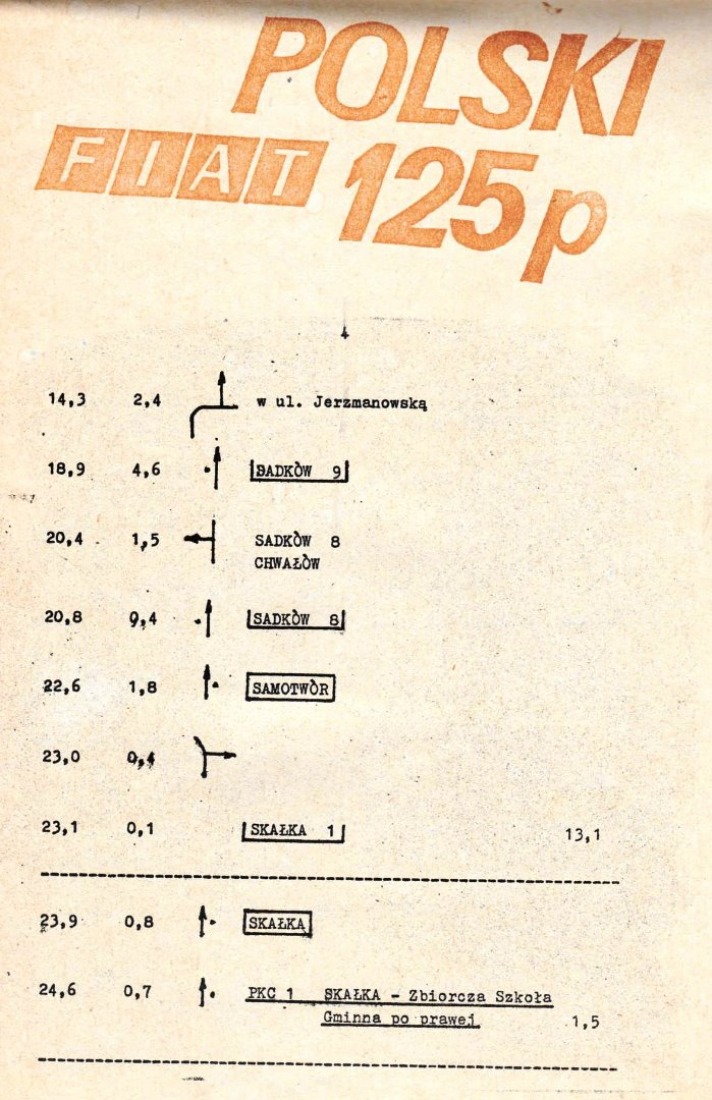 POLSKI
FIAT 125p
4
14,3 2,4 w ul. Jerzmanowską
18,9 4,6 SADKÓW 9
20,4 1,5 SADKÓW 8
CHWAŁÓW
20,8 0,4 SADKÓW 8
22,6 1,8 SAMOTWÓR
23,0 0,4
23,1 0,1 SKAŁKA 1 13,1
23,9 0,8 SKAŁKA
24,6 0,7 PKC 1 SKAŁKA - Zbiorcza Szkoła
Gminna po prawej 1,5